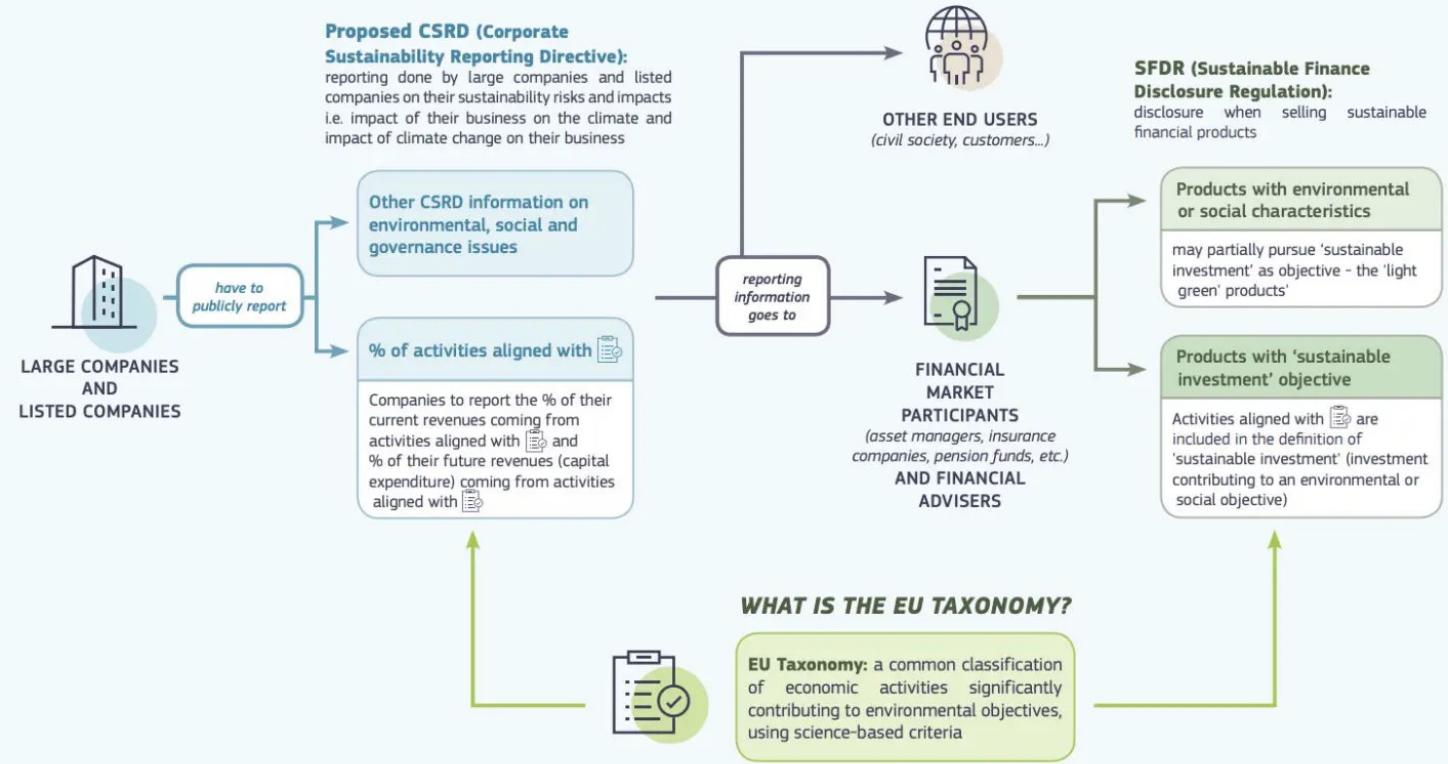 Proposed CSRD (Corporate
Sustainability Reporting Directive):
reporting done by large companies and listed
companies on their sustainability risks and impacts
i.e. impact of their business on the climate and
impact of climate change on their business
OTHER END USERS
(civil society, customers...)
SFDR (Sustainable Finance
Disclosure Regulation):
disclosure when selling sustainable
financial products
LARGE COMPANIES
AND
LISTED COMPANIES
have to
publicly report
Other CSRD information on
environmental, social and
governance issues
% of activities aligned with
Companies to report the % of their
current revenues coming from
activities aligned with and
% of their future revenues (capital
expenditure) coming from activities
aligned with
reporting
information
goes to
FINANCIAL
MARKET
PARTICIPANTS
(asset managers, insurance
companies, pension funds, etc.)
AND FINANCIAL
ADVISERS
Products with environmental
or social characteristics
may partially pursue 'sustainable
investment' as objective - the 'light
green' products'
Products with 'sustainable
investment' objective
Activities aligned with are
included in the definition of
'sustainable investment' (investment
contributing to an environmental or
social objective)
WHAT IS THE EU TAXONOMY?
EU Taxonomy: a common classification
of economic activities significantly
contributing to environmental objectives,
using science-based criteria